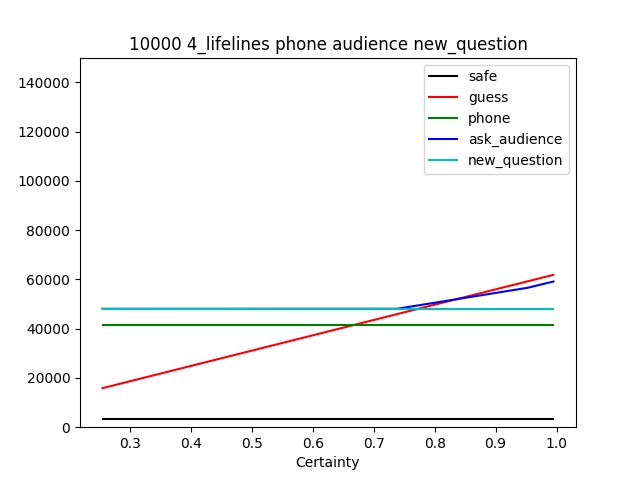 10000 4_lifelines phone audience new_question
safe
guess
phone
ask_audience
new_question
140000
120000
100000
80000
60000
40000
20000
0
0.3 0.4 0.5 0.6 0.7 0.8 0.9 1.0
Certainty